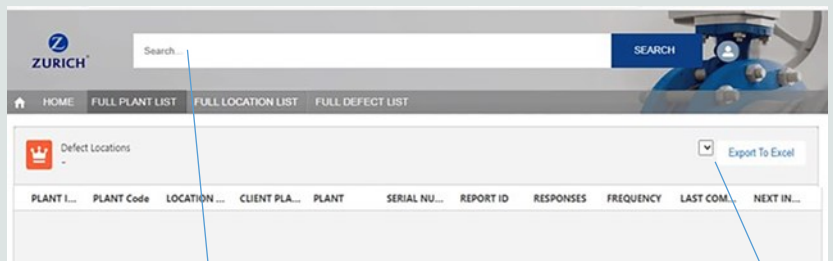 ZURICH
Search...
SEARCH
HOME FULL PLANT LIST FULL LOCATION LIST FULL DEFECT LIST
Defect Locations
-
Export To Excel
PLANT I... PLANT Code LOCATION ... CLIENT PLA... PLANT SERIAL NU... REPORT ID RESPONSES FREQUENCY LAST COM... NEXT IN...